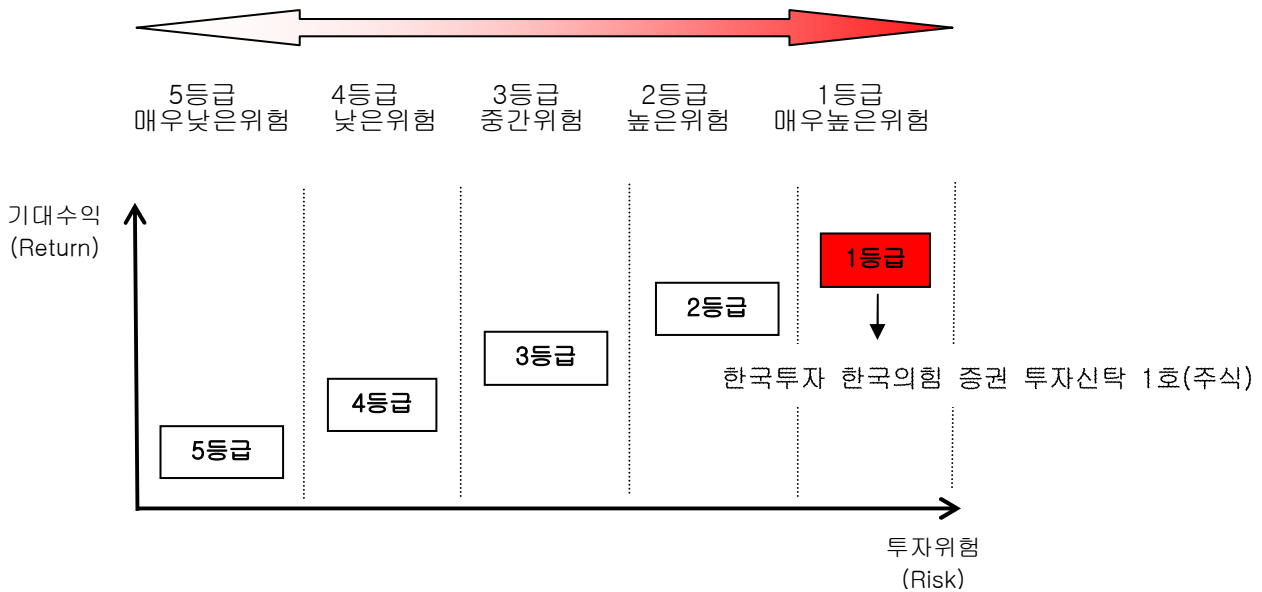 5등급 4등급 3등급 2등급 1등급
매우낮은위험 낮은위험 중간위험 높은위험 매우높은위험
기대수익
(Return)
1등급
2등급
3등급
한국투자 한국의힘 증권 투자신탁 1호(주식)
4등급
5등급
투자위험
(Risk)